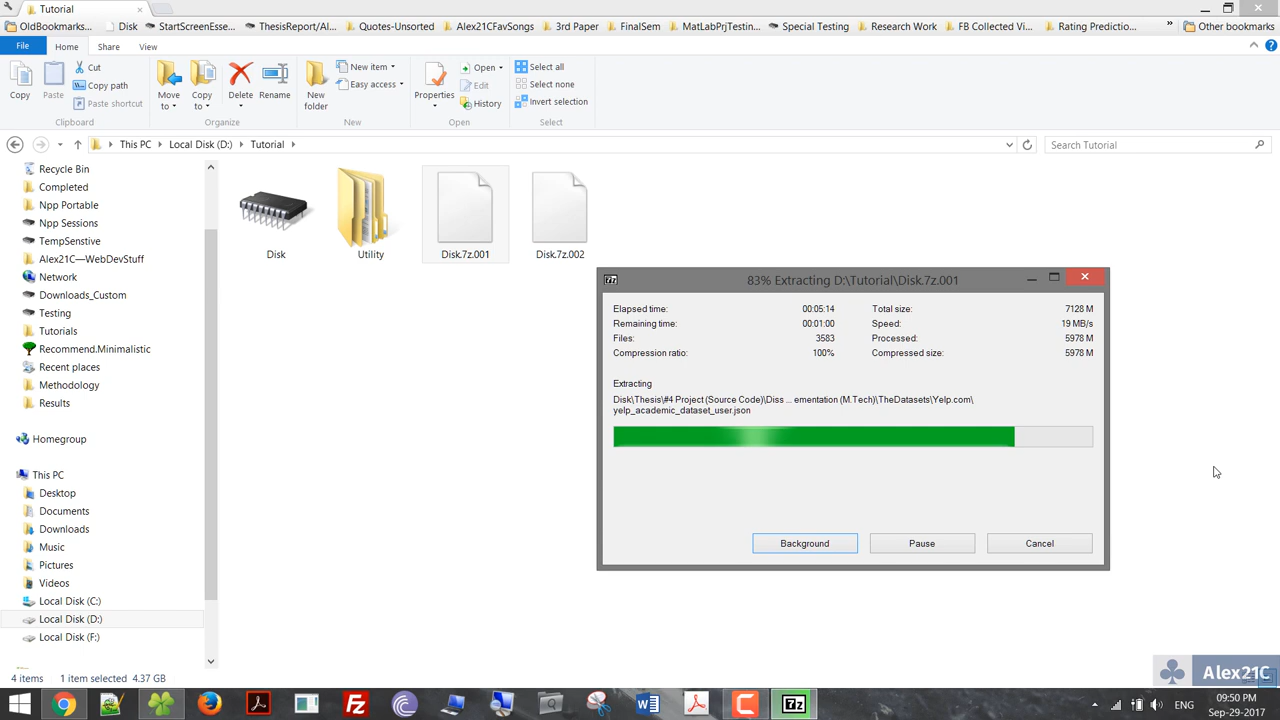 Tutorial
OldBookmarks...
Disk
StartScreenEsse...
ThesisReport/Al...
Quotes-Unsorted
Alex21CFavSongs
3rd Paper
FinalSem
MatLabPrjTestin...
Special Testing
Research Work
FB Collected Vi...
Rating Predictio...
»
Other bookmarks
File
Home
Share
View
Copy
Paste
Cut
Copy path
Paste shortcut
Clipboard
Move to
Copy to
Delete
Rename
Organize
New folder
New item
Easy access
New
Properties
Open
Edit
History
Open
Select all
Select none
Invert selection
Select
This PC
Local Disk (D:)
Tutorial
Search Tutorial
Recycle Bin
Completed
Npp Portable
Npp Sessions
TempSenstive
Alex21C—WebDevStuff
Network
Downloads_Custom
Testing
Tutorials
Recommend.Minimalistic
Recent places
Methodology
Results
Homegroup
This PC
Desktop
Documents
Downloads
Music
Pictures
Videos
Local Disk (C:)
Local Disk (D:)
Local Disk (F:)
Disk
Utility
Disk.7z.001
Disk.7z.002
7z
83% Extracting D:\Tutorial\Disk.7z.001
Elapsed time: 00:05:14
Total size: 7128 M
Remaining time: 00:01:00
Speed: 19 MB/s
Files: 3583
Processed: 5978 M
Compression ratio: 100%
Compressed size: 5978 M
Extracting
Disk\Thesis\#4 Project (Source Code)\Diss ... ementation (M.Tech)\TheDatasets\Yelp.com\
yelp_academic_dataset_user.json
Background
Pause
Cancel
4 items
1 item selected 4.37 GB
Alex21C
7z
ENG
09:50 PM
Sep-29-2017